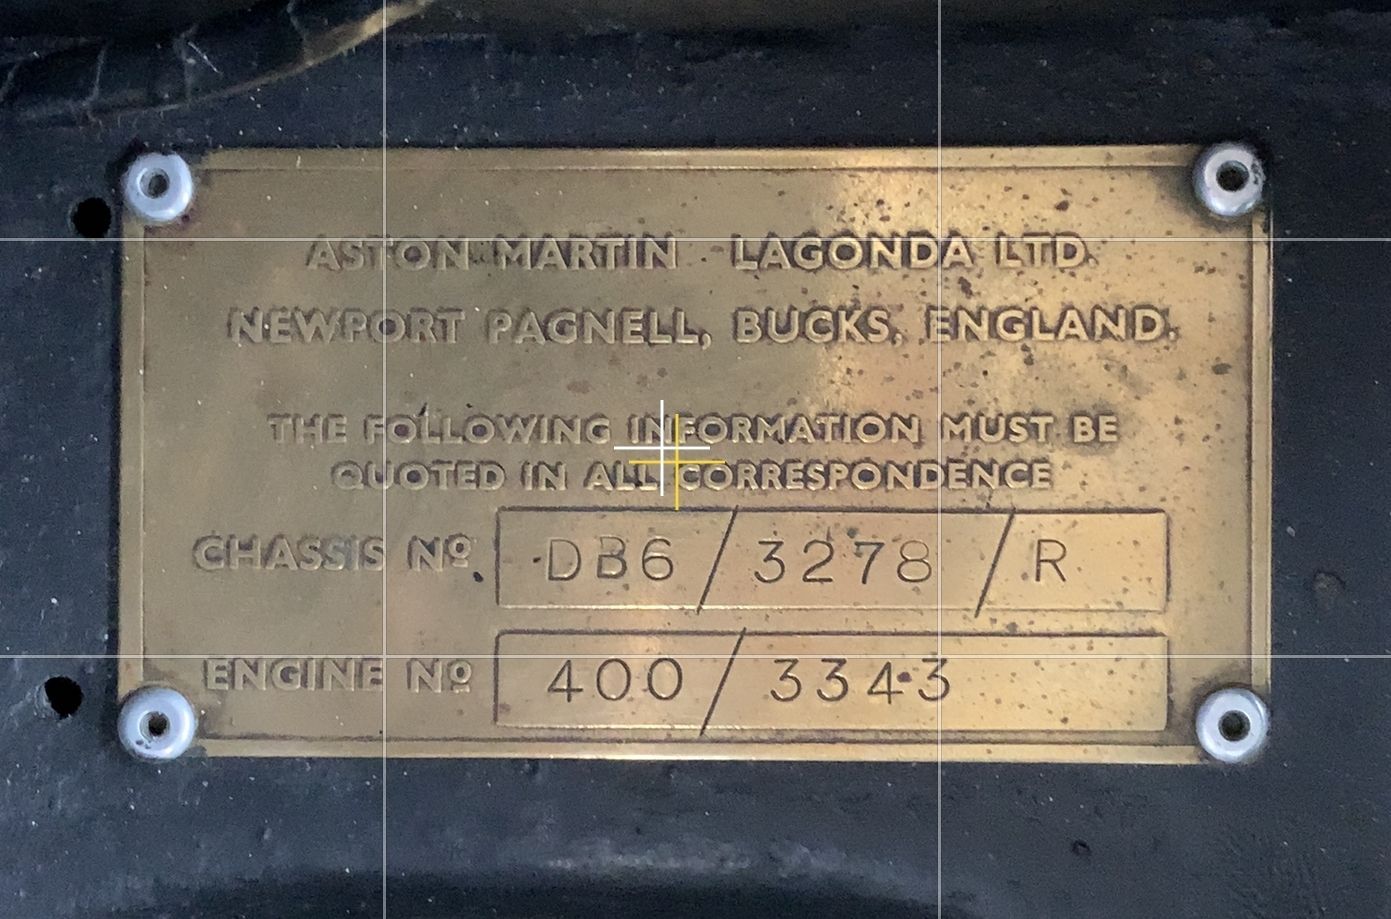 ASTON MARTIN LAGONDA LTD.
NEWPORT PAGNELL, BUCKS, ENGLAND.
THE FOLLOWING INFORMATION MUST BE
QUOTED IN ALL CORRESPONDENCE
CHASSIS Nº DB6/3278/R
ENGINE Nº 400/3343